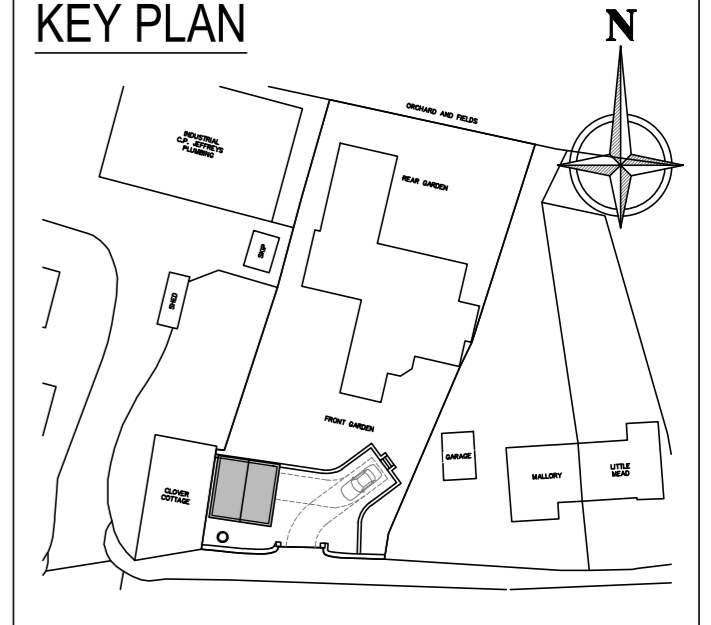 KEY PLAN
N
ORCHARD AND FIELDS
INDUSTRIAL
C.P. JEFFREYS
PLUMBING
REAR GARDEN
SKIP
SHED
FRONT GARDEN
GARAGE
MALLORY
LITTLE
MEAD
CLOVER
COTTAGE